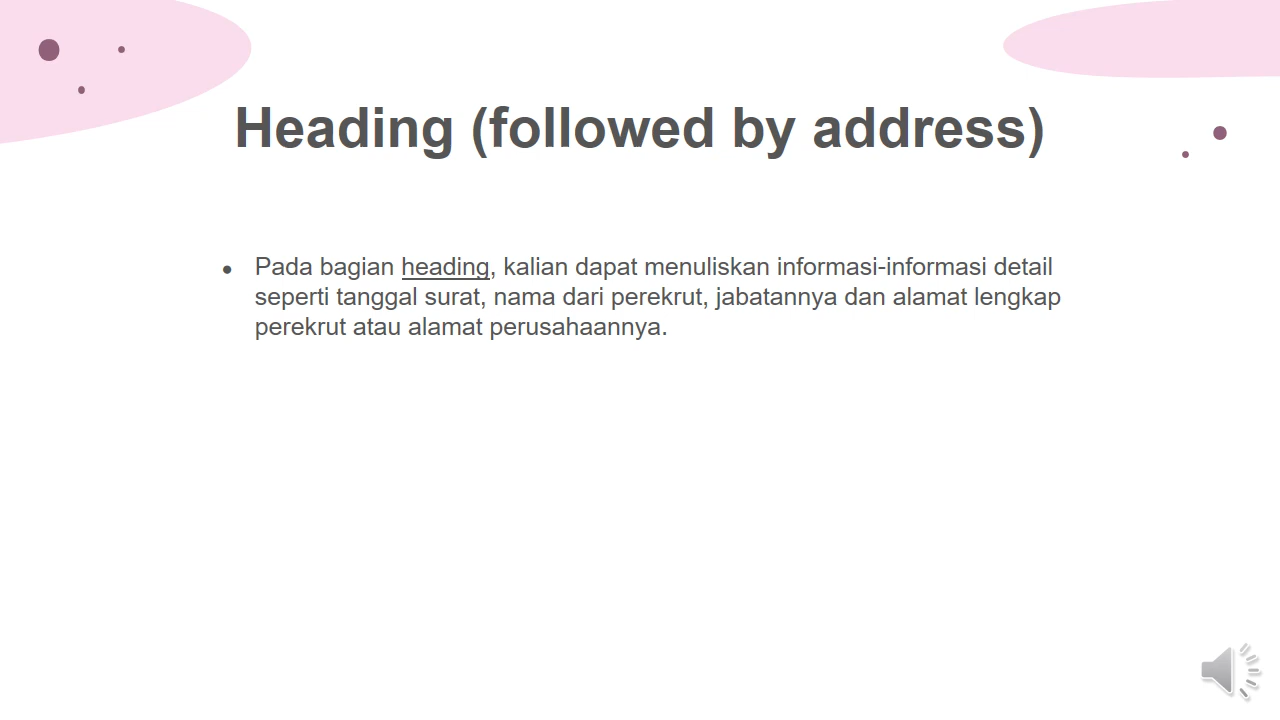 Heading (followed by address)
● Pada bagian heading, kalian dapat menuliskan informasi-informasi detail
seperti tanggal surat, nama dari perekrut, jabatannya dan alamat lengkap
perekrut atau alamat perusahaannya.